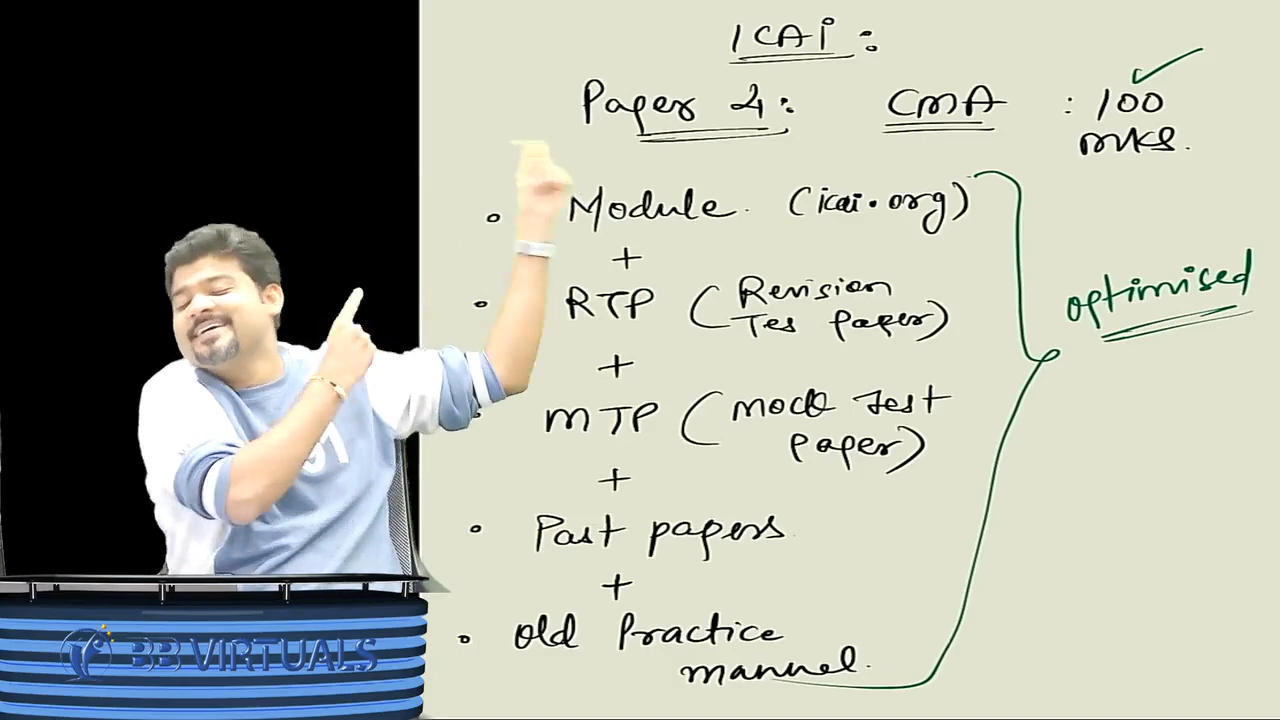 ICAI:
Paper 4: CMA : 100
mks.
• Module. (icai.org)
+
• RTP (Revision
Tes paper)
optimised
+
• MTP (Mock Test
paper)
+
• Past papers
+
• Old Practice
manual.
BB VIRTUALS